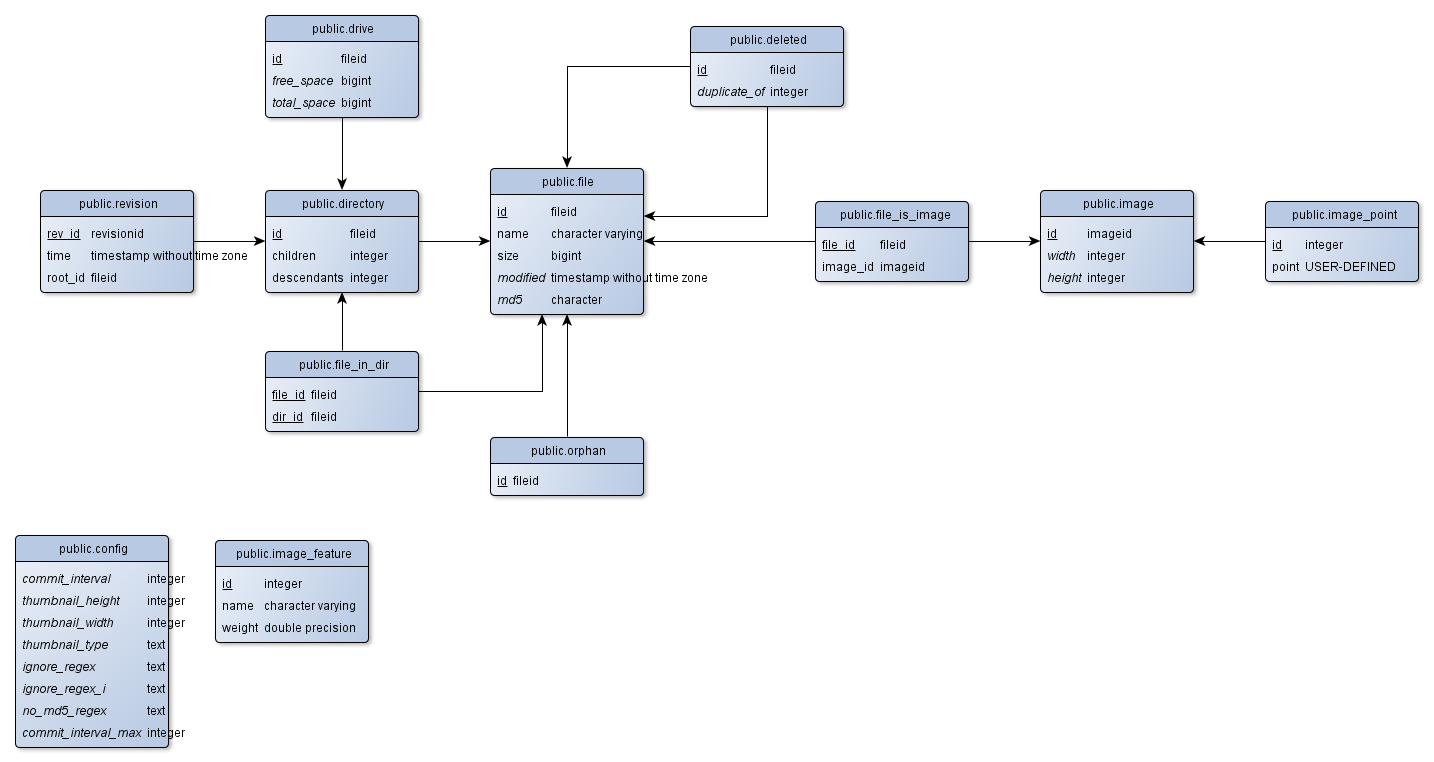 public.drive
id fileid
free_space bigint
total_space bigint
public.deleted
id fileid
duplicate_of integer
public.revision
rev_id revisionid
time timestamp without time zone
root_id fileid
public.directory
id fileid
children integer
descendants integer
public.file
id fileid
name character varying
size bigint
modified timestamp without time zone
md5 character
public.file_is_image
file_id fileid
image_id imageid
public.image
id imageid
width integer
height integer
public.image_point
id integer
point USER-DEFINED
public.file_in_dir
file_id fileid
dir_id fileid
public.orphan
id fileid
public.config
commit_interval integer
thumbnail_height integer
thumbnail_width integer
thumbnail_type text
ignore_regex text
ignore_regex_i text
no_md5_regex text
commit_interval_max integer
public.image_feature
id integer
name character varying
weight double precision